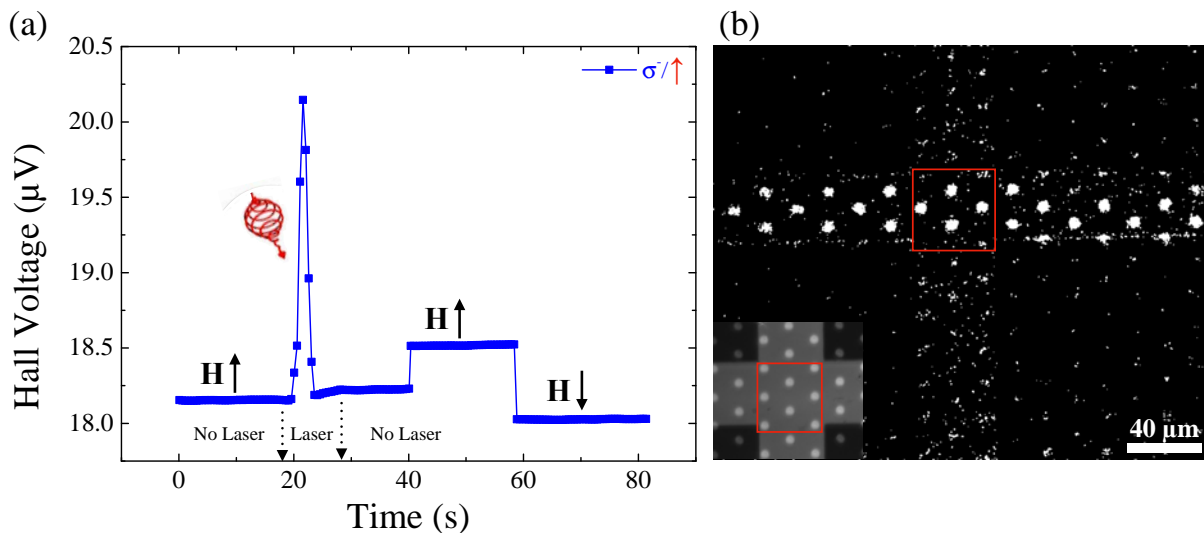 (a)
20.5
20.0
19.5
19.0
18.5
18.0
Hall Voltage (μV)
σ⁻/↑
H↑
H↑
H↓
No Laser
Laser
No Laser
0
20
40
60
80
Time (s)
(b)
40 μm